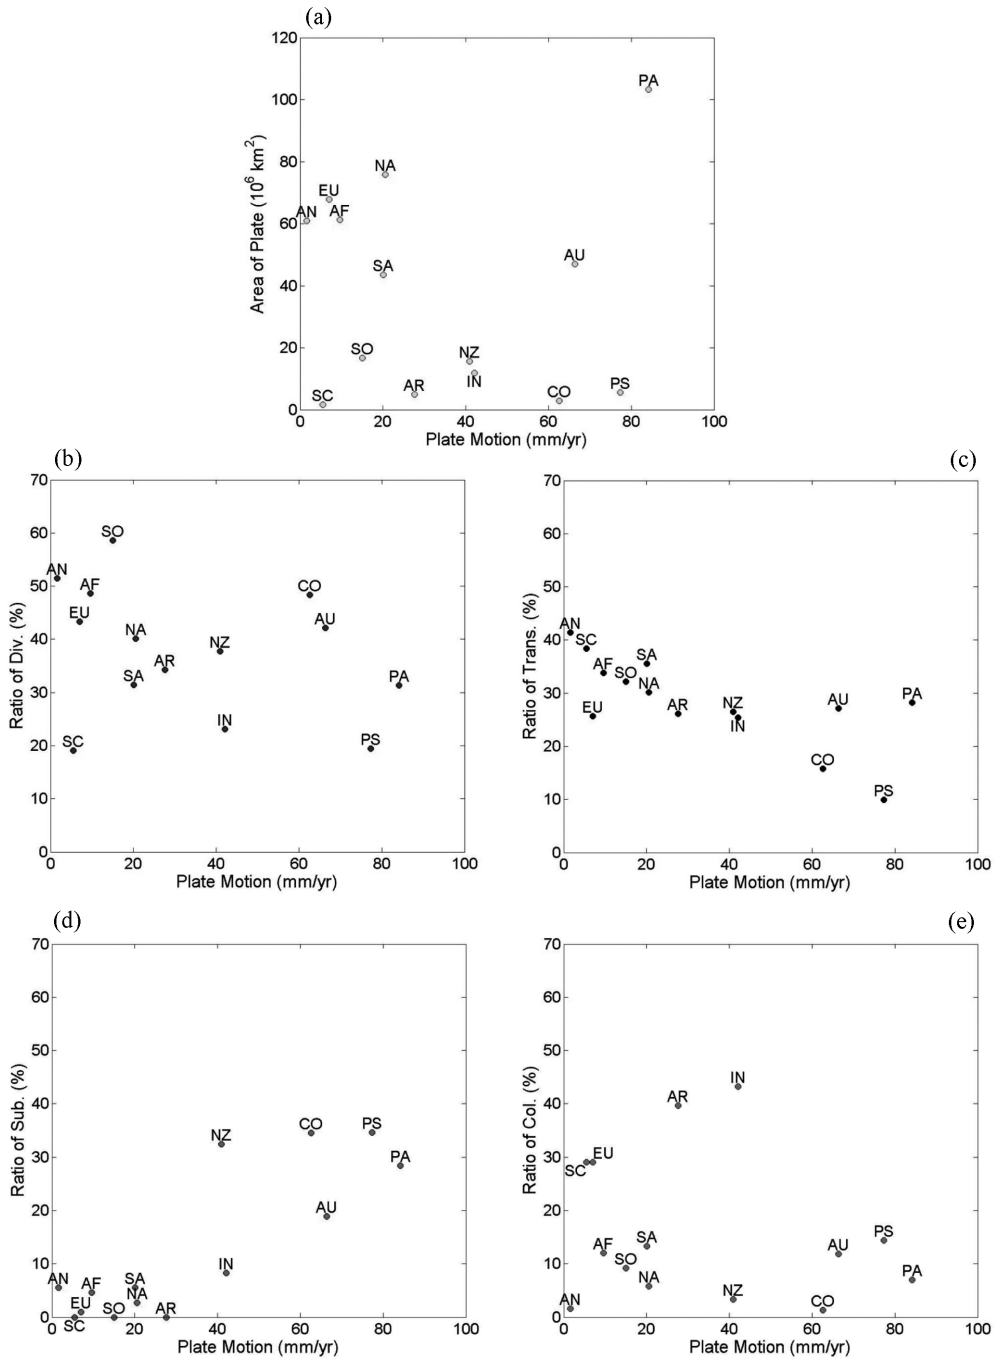 (a)
120
100
80
60
40
20
0
Area of Plate (10⁶ km²)
PA
NA
EU
AN
AF
SA
AU
SO
NZ
IN
AR
SC
CO
PS
0 20 40 60 80 100
Plate Motion (mm/yr)
(b)
70
60
50
40
30
20
10
0
Ratio of Div. (%)
SO
AN
AF
CO
EU
AU
NA
NZ
AR
SA
PA
IN
SC
PS
0 20 40 60 80 100
Plate Motion (mm/yr)
(c)
70
60
50
40
30
20
10
0
Ratio of Trans. (%)
AN
SC
SA
AF
SO
NA
EU
AR
NZ
IN
AU
PA
CO
PS
0 20 40 60 80 100
Plate Motion (mm/yr)
(d)
70
60
50
40
30
20
10
0
Ratio of Sub. (%)
NZ
CO
PS
PA
AU
IN
AN
AF
SA
NA
EU
SC
SO
AR
0 20 40 60 80 100
Plate Motion (mm/yr)
(e)
70
60
50
40
30
20
10
0
Ratio of Col. (%)
IN
AR
EU
SC
PS
SA
AF
AU
SO
PA
NA
NZ
AN
CO
0 20 40 60 80 100
Plate Motion (mm/yr)